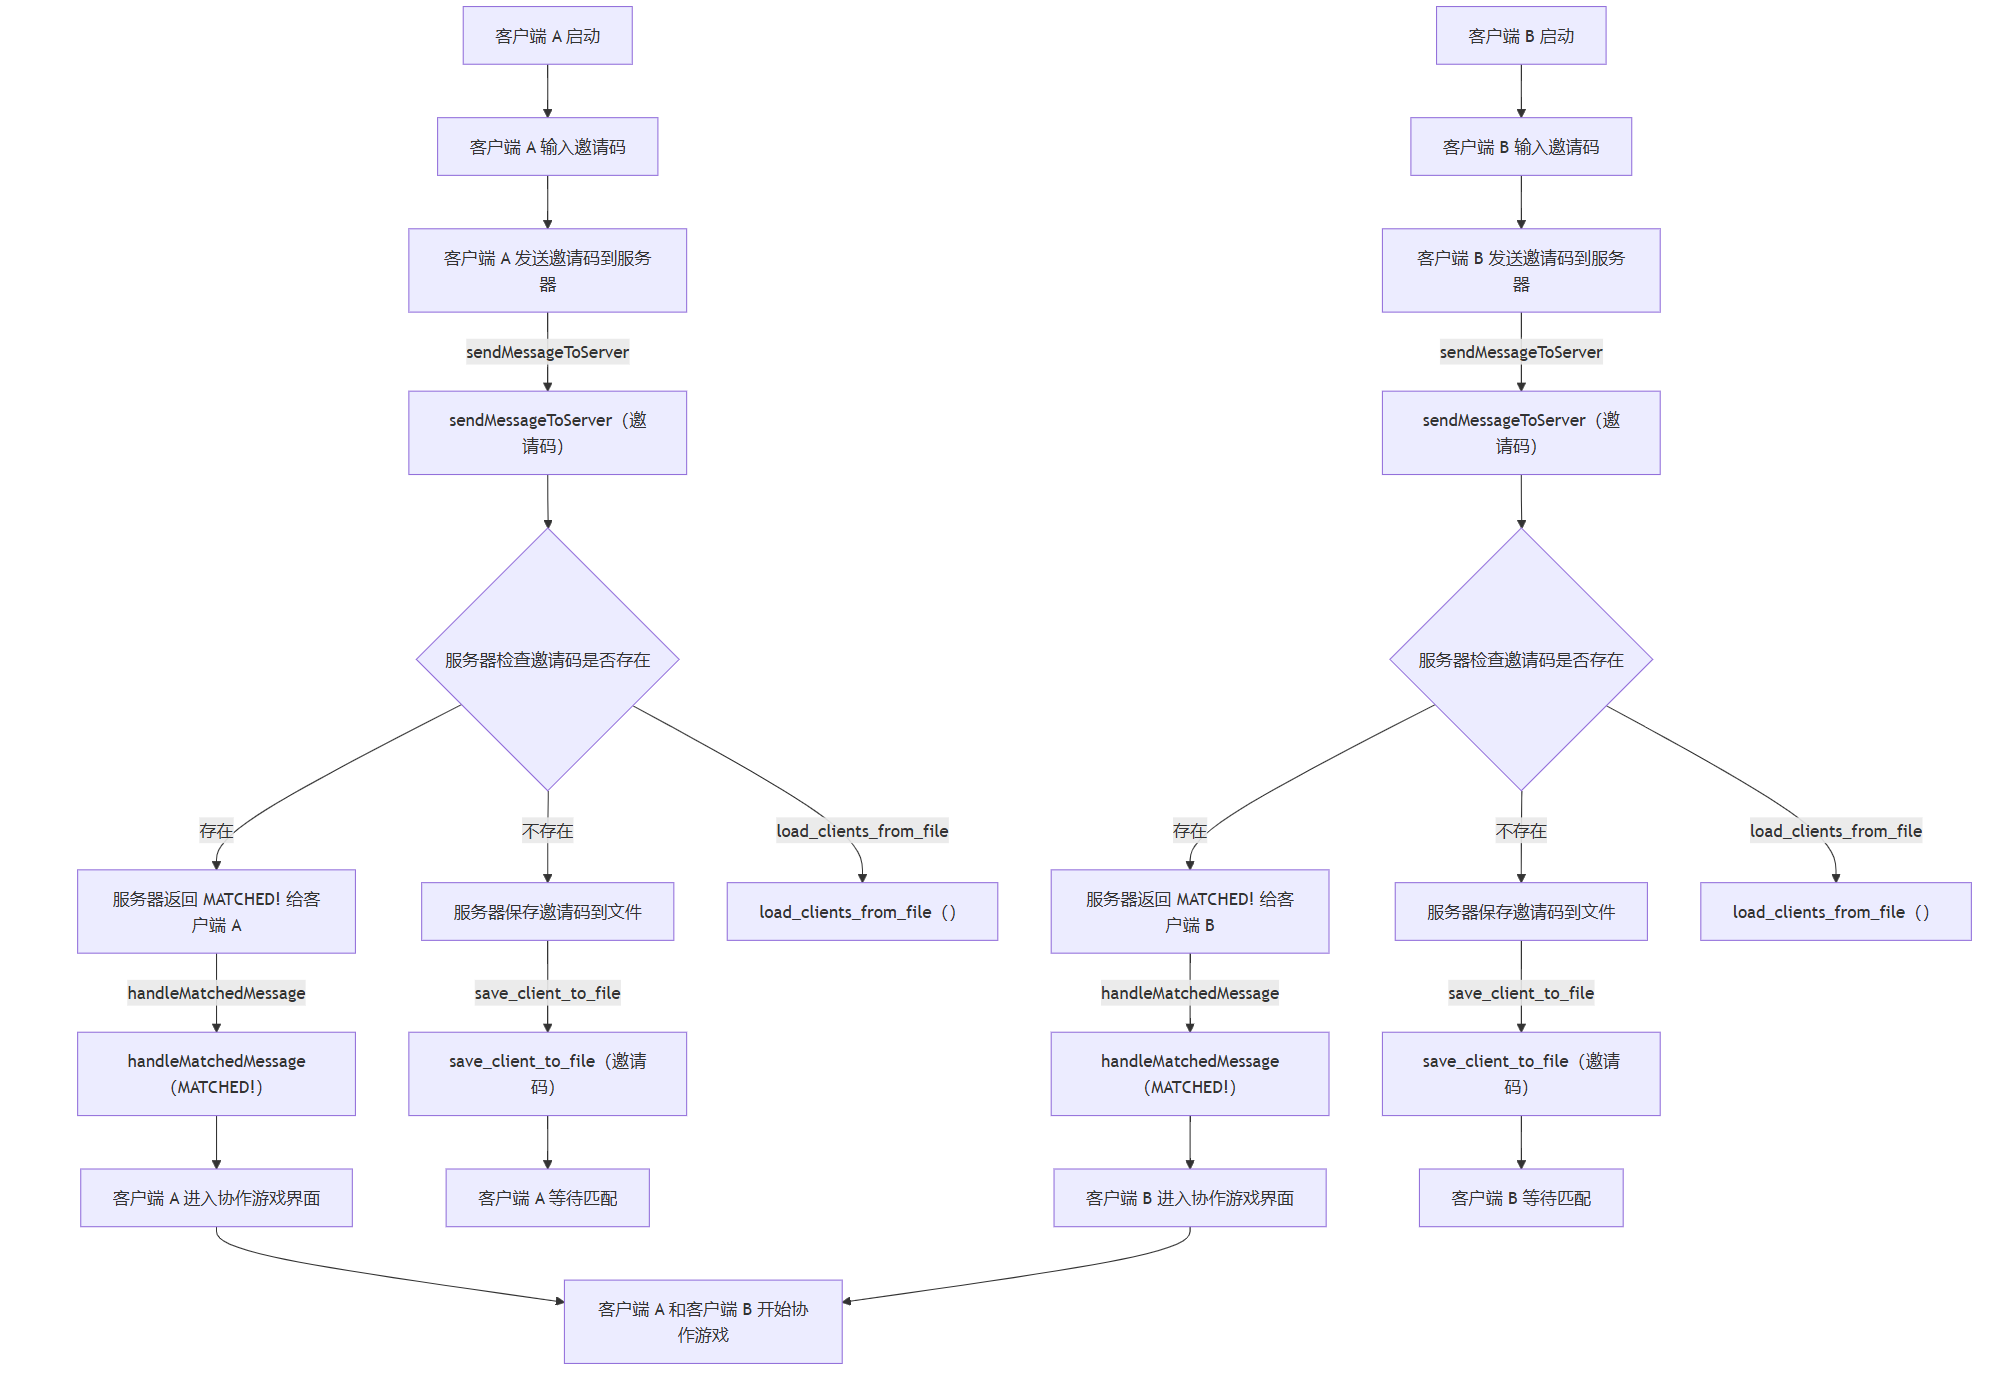 客户端 A 启动
客户端 B 启动
客户端 A 输入邀请码
客户端 B 输入邀请码
客户端 A 发送邀请码到服务
器
客户端 B 发送邀请码到服务
器
sendMessageToServer
sendMessageToServer
sendMessageToServer（邀
请码）
sendMessageToServer（邀
请码）
服务器检查邀请码是否存在
服务器检查邀请码是否存在
存在
不存在
load_clients_from_file
存在
不存在
load_clients_from_file
服务器返回 MATCHED! 给客
户端 A
服务器保存邀请码到文件
load_clients_from_file（）
服务器返回 MATCHED! 给客
户端 B
服务器保存邀请码到文件
load_clients_from_file（）
handleMatchedMessage
save_client_to_file
handleMatchedMessage
save_client_to_file
handleMatchedMessage
（MATCHED!）
save_client_to_file（邀请
码）
handleMatchedMessage
（MATCHED!）
save_client_to_file（邀请
码）
客户端 A 进入协作游戏界面
客户端 A 等待匹配
客户端 B 进入协作游戏界面
客户端 B 等待匹配
客户端 A 和客户端 B 开始协
作游戏